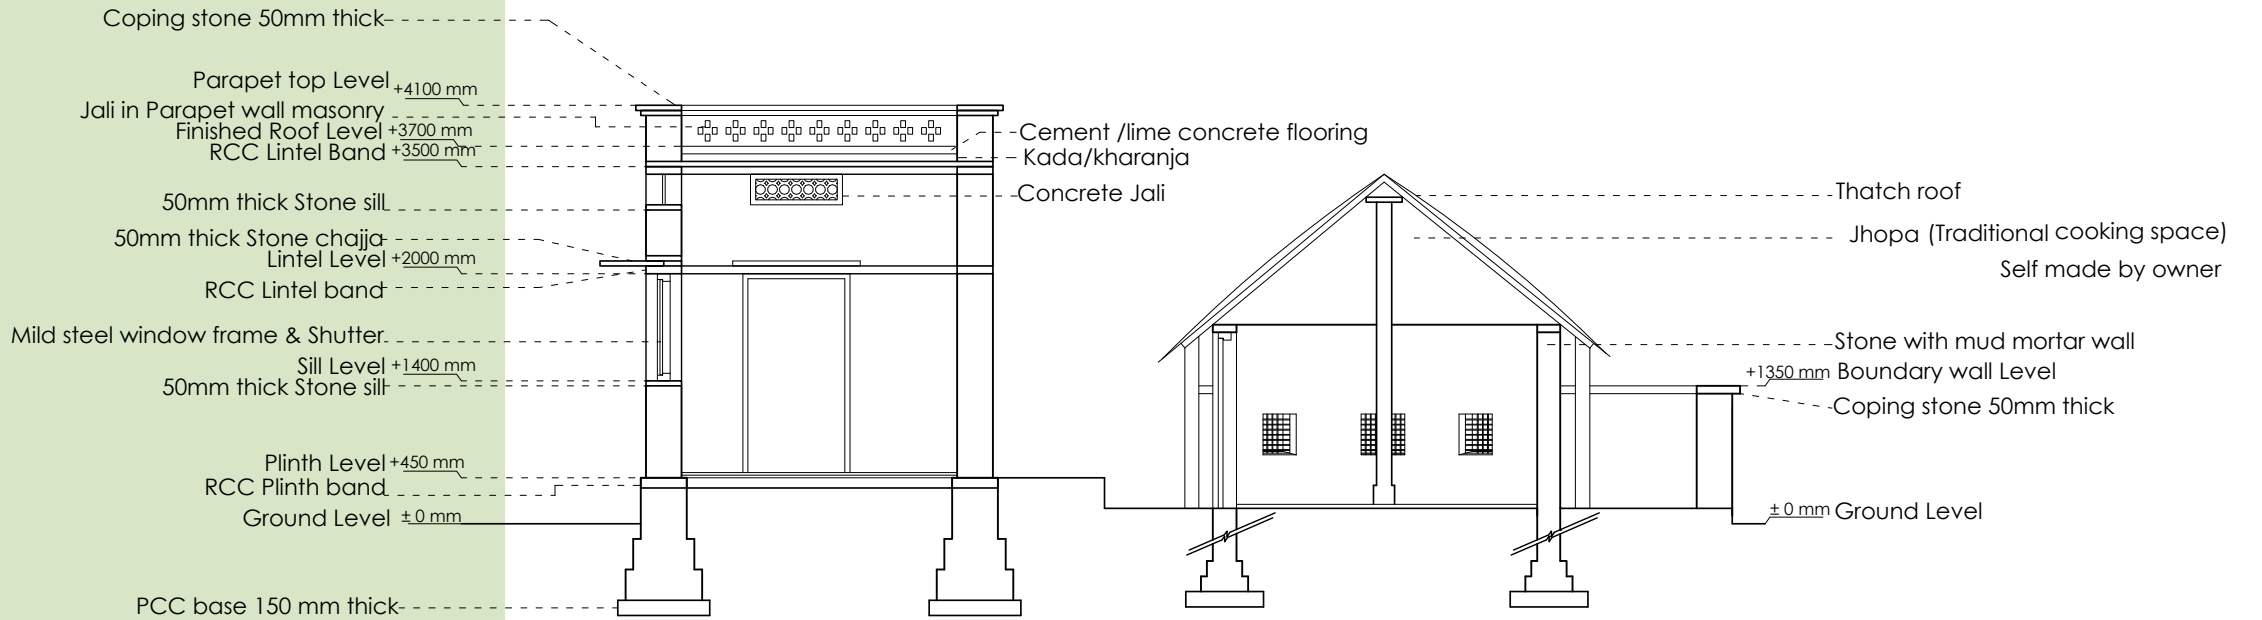 Coping stone 50mm thick
Parapet top Level +4100 mm
Jali in Parapet wall masonry
Finished Roof Level +3700 mm
RCC Lintel Band +3500 mm
50mm thick Stone sill
50mm thick Stone chajja
Lintel Level +2000 mm
RCC Lintel band
Mild steel window frame & Shutter
Sill Level +1400 mm
50mm thick Stone sill
Plinth Level +450 mm
RCC Plinth band
Ground Level ± 0 mm
PCC base 150 mm thick
Cement /lime concrete flooring
Kada/kharanja
Concrete Jali
Thatch roof
Jhopa (Traditional cooking space)
Self made by owner
Stone with mud mortar wall
+1350 mm Boundary wall Level
Coping stone 50mm thick
± 0 mm Ground Level